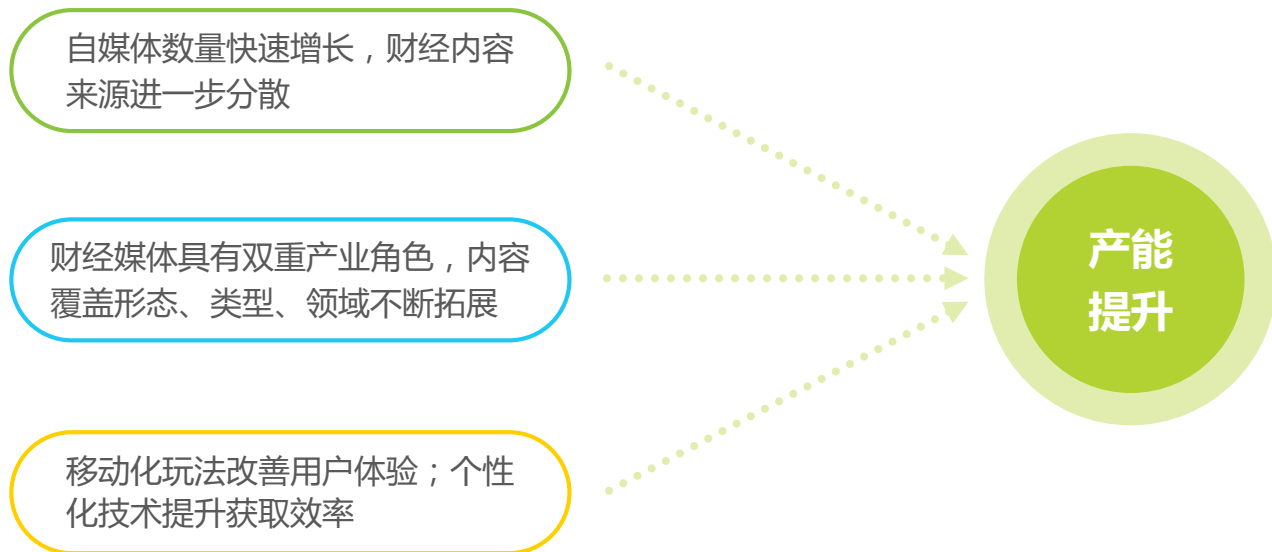 自媒体数量快速增长，财经内容
来源进一步分散
财经媒体具有双重产业角色，内容
覆盖形态、类型、领域不断拓展
移动化玩法改善用户体验；个性
化技术提升获取效率
产能
提升